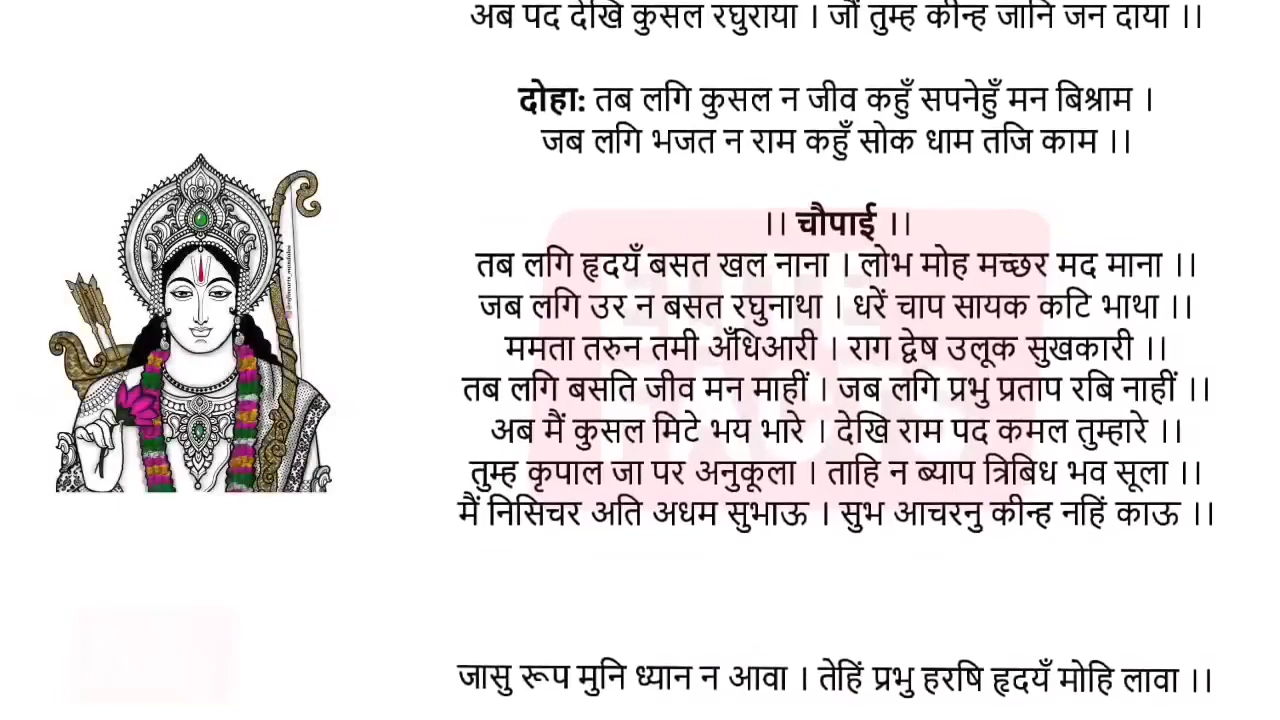 अब पद देखि कुसल रघुराया । जौं तुम्ह कीन्ह जानि जन दाया ।।
दोहा: तब लगि कुसल न जीव कहुँ सपनेहुँ मन बिश्राम ।
जब लगि भजत न राम कहुँ सोक धाम तजि काम ।।
।। चौपाई ।।
तब लगि हृदयँ बसत खल नाना । लोभ मोह मच्छर मद माना ।।
जब लगि उर न बसत रघुनाथा । धरें चाप सायक कटि भाथा ।।
ममता तरुन तमी अँधिआरी । राग द्वेष उलूक सुखकारी ।।
तब लगि बसति जीव मन माहीं । जब लगि प्रभु प्रताप रबि नाहीं ।।
अब मैं कुसल मिटे भय भारे । देखि राम पद कमल तुम्हारे ।।
तुम्ह कृपाल जा पर अनुकूला । ताहि न ब्याप त्रिबिध भव सूला ।।
मैं निसिचर अति अधम सुभाऊ । सुभ आचरनु कीन्ह नहिं काऊ ।।
जासु रूप मुनि ध्यान न आवा । तेहिं प्रभु हरषि हृदयँ मोहि लावा ।।